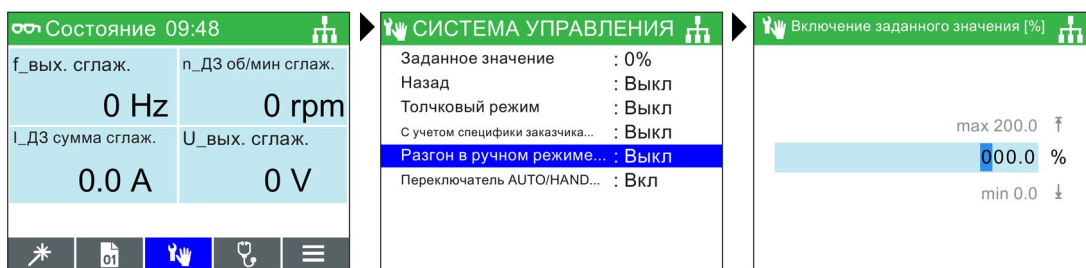 Состояние 09:48
f_вых. сглаж.
n_ДЗ об/мин сглаж.
0 Hz
0 rpm
I_ДЗ сумма сглаж.
U_вых. сглаж.
0.0 A
0 V
01
СИСТЕМА УПРАВЛЕНИЯ
Заданное значение : 0%
Назад : Выкл
Толчковый режим : Выкл
С учетом специфики заказчика... : Выкл
Разгон в ручном режиме... : Выкл
Переключатель AUTO/HAND... : Вкл
Включение заданного значения [%]
max 200.0
000.0 %
min 0.0